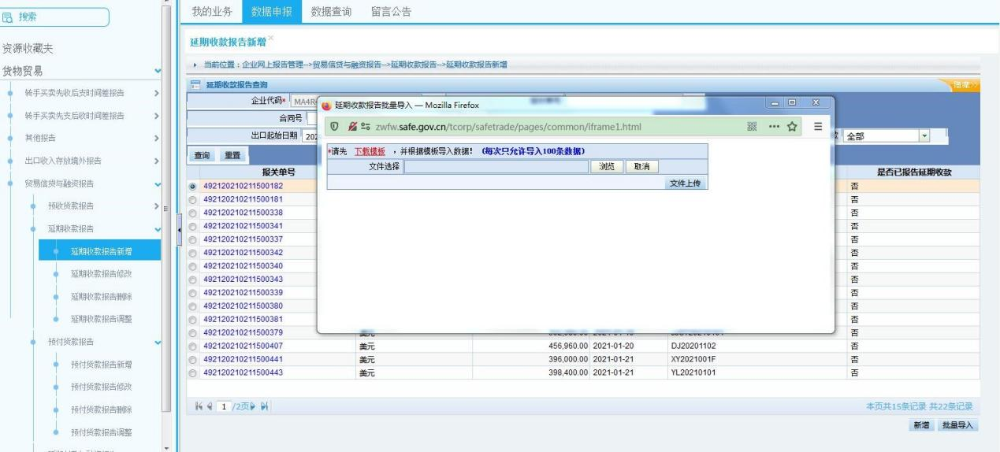 搜索
我的业务 数据申报 数据查询 留言公告
资源收藏夹
货物贸易
转手买卖先收后支时间差报告
转手买卖先支后收时间差报告
其他报告
出口收入存放境外报告
贸易信贷与融资报告
预收货款报告
延期收款报告
延期收款报告新增
延期收款报告修改
延期收款报告删除
延期收款报告调整
预付货款报告
预付货款报告新增
预付货款报告修改
预付货款报告删除
预付货款报告调整
延期收款报告新增
当前位置：企业网上报告管理-->贸易信贷与融资报告-->延期收款报告-->延期收款报告新增
延期收款报告查询 隐藏>>
企业代码* MA4R
合同号
出口起始日期 202
全部
查询 重置
延期收款报告批量导入 — Mozilla Firefox
zwfw.safe.gov.cn/tcorp/safetrade/pages/common/iframe1.html
*请先 下载模板 ，并根据模板导入数据！（每次只允许导入100条数据）
文件选择 浏览 取消
文件上传
报关单号 是否已报告延期收款
492120210211500182 否
492120210211500181 否
492120210211500338 否
492120210211500341 否
492120210211500337 否
492120210211500342 否
492120210211500340 否
492120210211500343 否
492120210211500339 否
492120210211500380 否
492120210211500381 否
492120210211500379 美元 否
492120210211500407 美元 456,960.00 2021-01-20 DJ20201102 否
492120210211500441 美元 396,000.00 2021-01-21 XY2021001F 否
492120210211500443 美元 398,400.00 2021-01-21 YL20210101 否
1 /2页 本页共15条记录 共22条记录
新增 批量导入